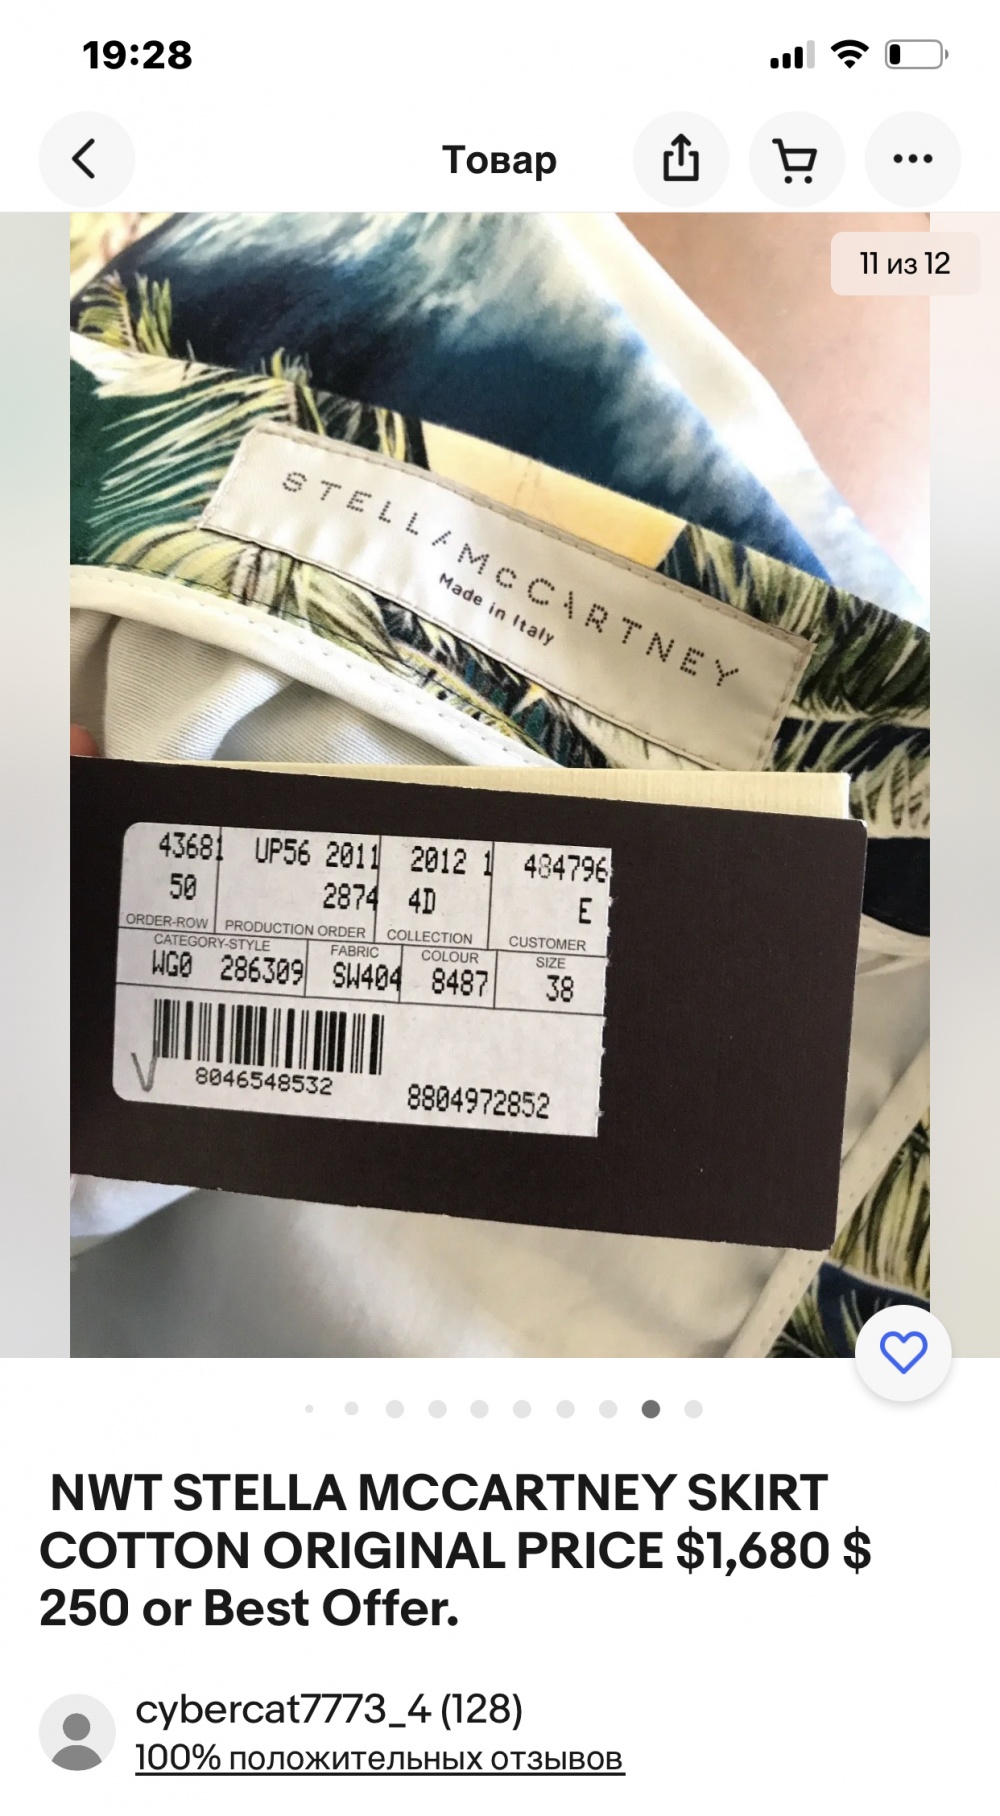 19:28
Товар
11 из 12
STELLA McCARTNEY
Made in Italy
43681 UP56 2011 2012 1 484796
50 2874 4D E
ORDER-ROW PRODUCTION ORDER COLLECTION CUSTOMER
CATEGORY-STYLE FABRIC COLOUR SIZE
WG0 286309 SW404 8487 38
8046548532
8804972852
NWT STELLA MCCARTNEY SKIRT
COTTON ORIGINAL PRICE $1,680 $
250 or Best Offer.
cybercat7773_4 (128)
100% положительных отзывов